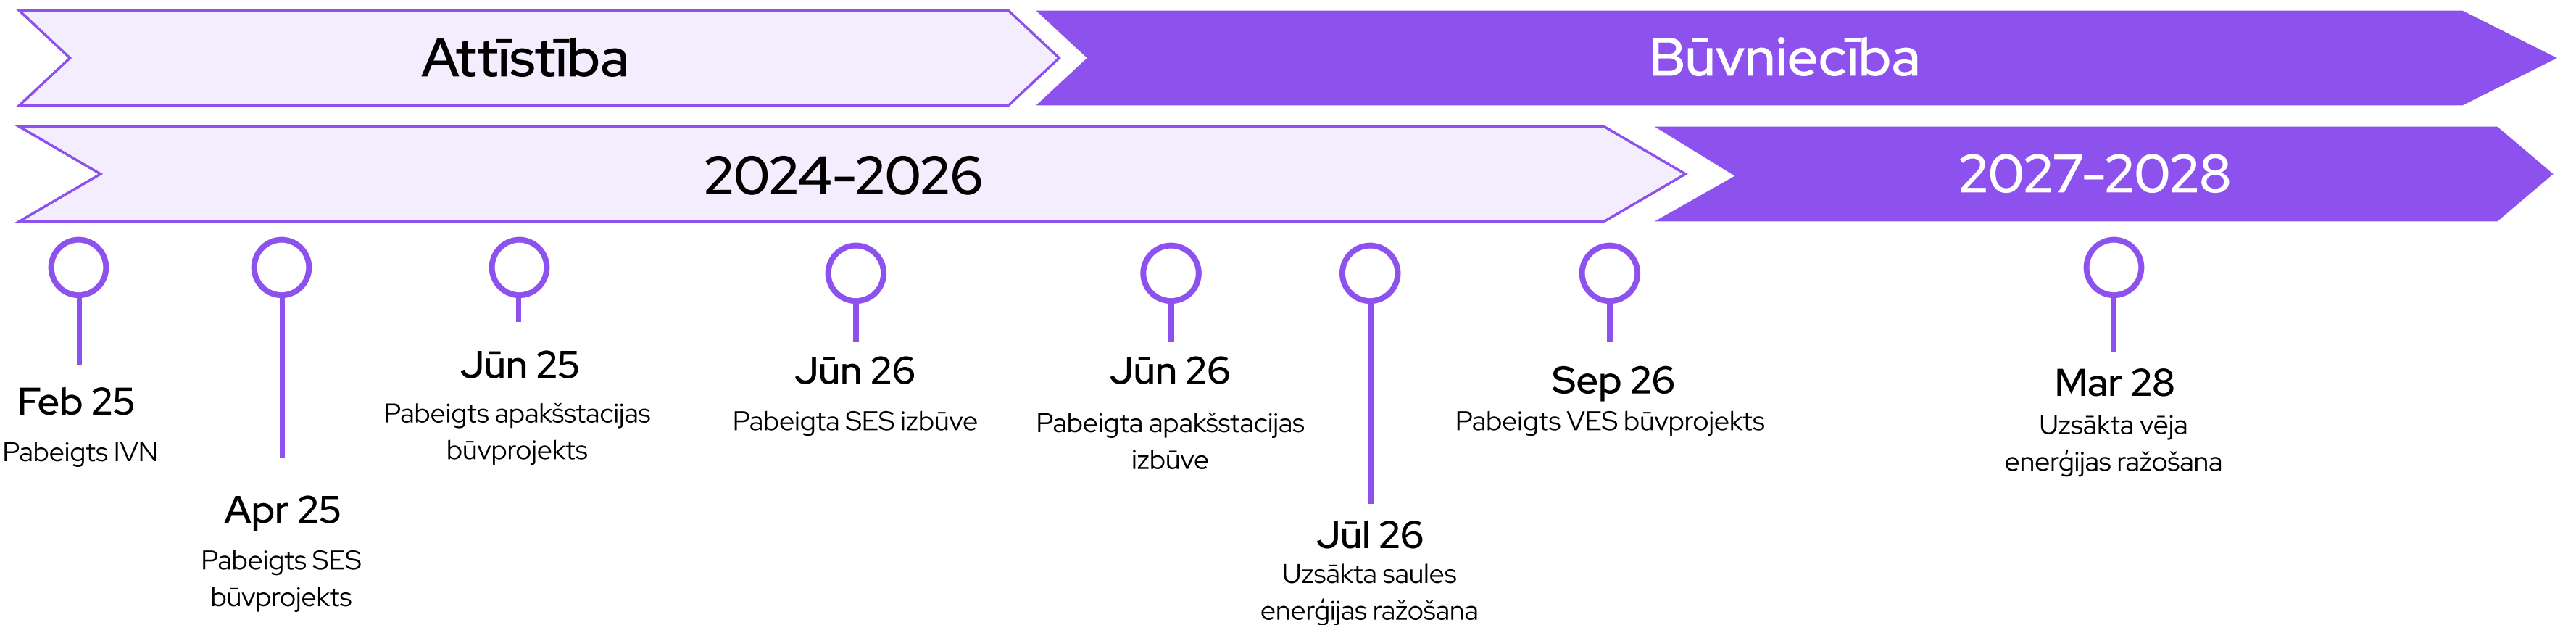 Attīstība
Būvniecība
2024-2026
2027-2028
Feb 25
Pabeigts IVN
Apr 25
Pabeigts SES
būvprojekts
Jūn 25
Pabeigts apakšstacijas
būvprojekts
Jūn 26
Pabeigta SES izbūve
Jūn 26
Pabeigta apakšstacijas
izbūve
Jūl 26
Uzsākta saules
enerģijas ražošana
Sep 26
Pabeigts VES būvprojekts
Mar 28
Uzsākta vēja
enerģijas ražošana